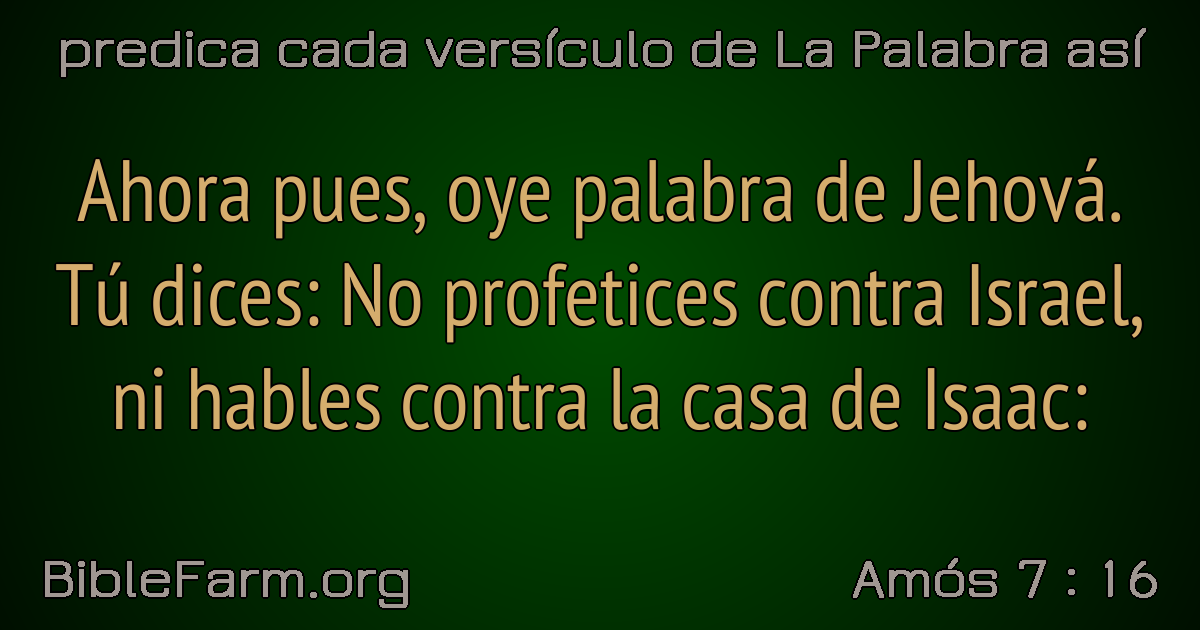 predica cada versículo de La Palabra así
Ahora pues, oye palabra de Jehová.
Tú dices: No profetices contra Israel,
ni hables contra la casa de Isaac:
BibleFarm.org
Amós 7 : 16